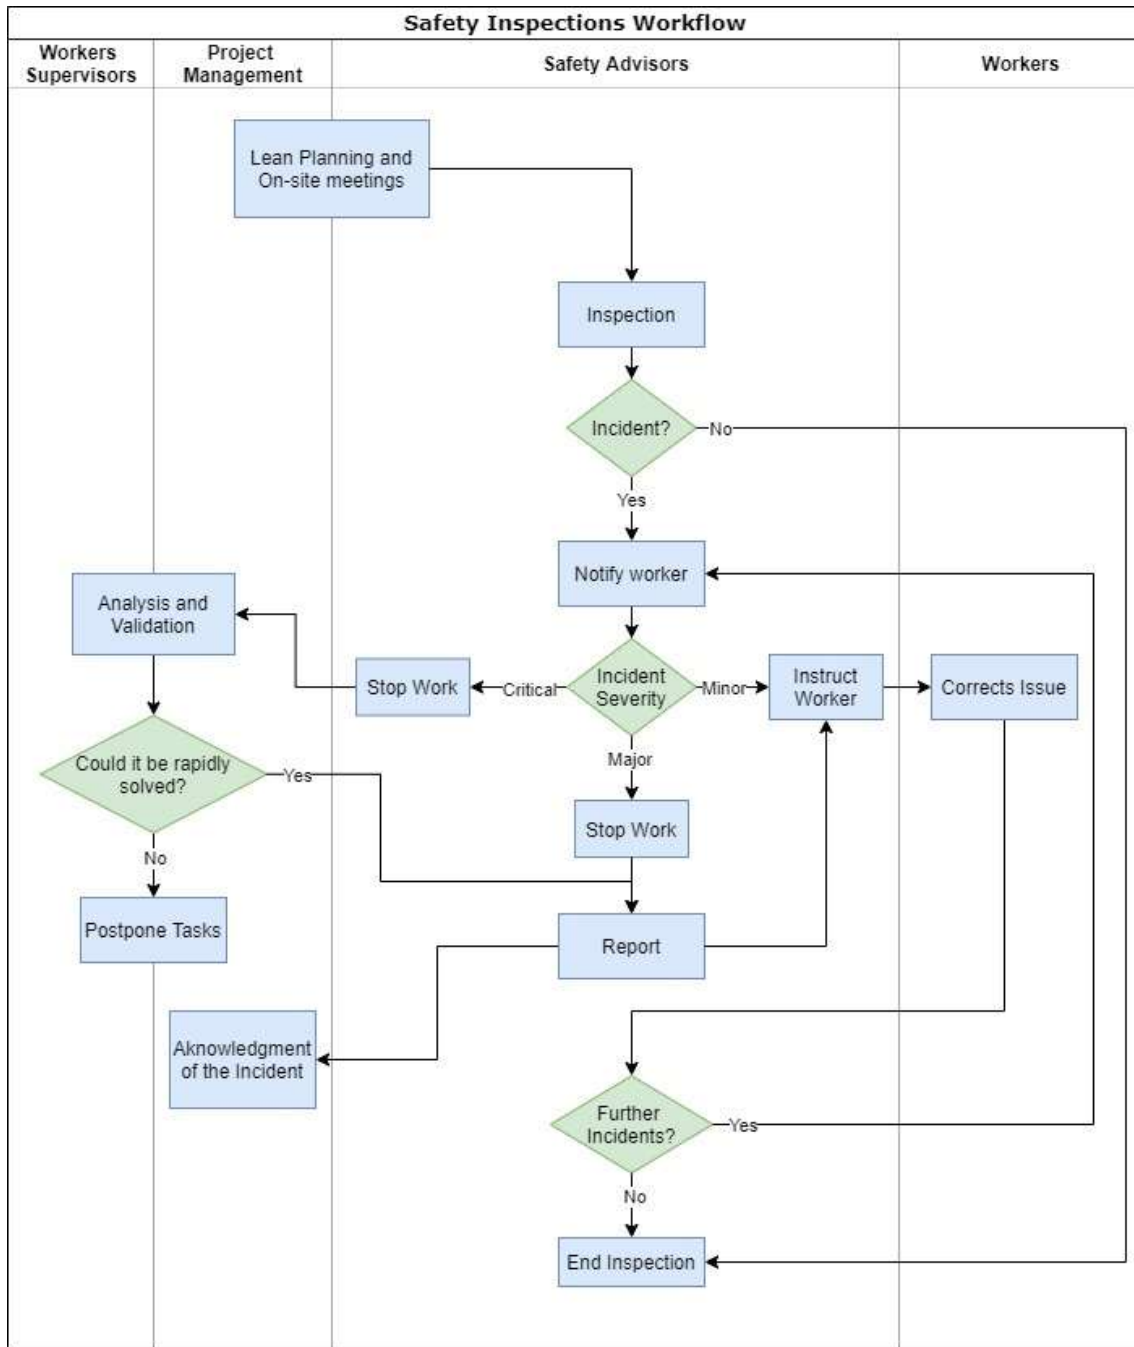 Safety Inspections Workflow
Workers
Supervisors
Project
Management
Safety Advisors
Workers
Lean Planning and
On-site meetings
Inspection
Incident?
No
Yes
Notify worker
Analysis and
Validation
Stop Work
Critical
Incident
Severity
Minor
Instruct
Worker
Corrects Issue
Major
Could it be rapidly
solved?
Yes
Stop Work
No
Postpone Tasks
Report
Aknowledgment
of the Incident
Further
Incidents?
Yes
No
End Inspection